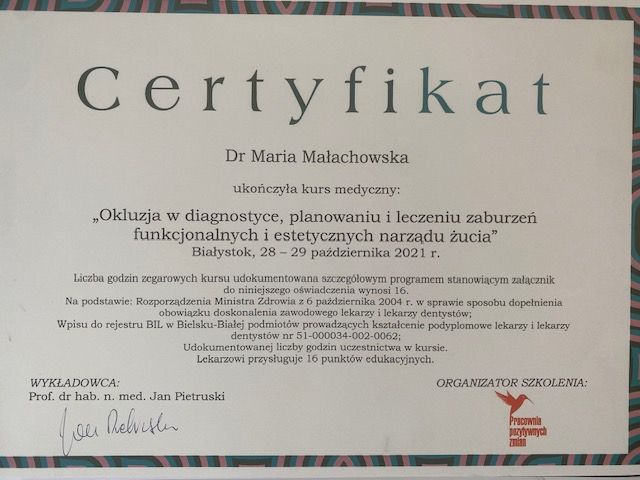 Certyfikat
Dr Maria Małachowska
ukończyła kurs medyczny:
„Okluzja w diagnostyce, planowaniu i leczeniu zaburzeń
funkcjonalnych i estetycznych narządu żucia”
Białystok, 28 – 29 października 2021 r.
Liczba godzin zegarowych kursu udokumentowana szczegółowym programem stanowiącym załącznik
do niniejszego oświadczenia wynosi 16.
Na podstawie: Rozporządzenia Ministra Zdrowia z 6 października 2004 r. w sprawie sposobu dopełnienia
obowiązku doskonalenia zawodowego lekarzy i lekarzy dentystów;
Wpisu do rejestru BIL w Bielsku-Białej podmiotów prowadzących kształcenie podyplomowe lekarzy i lekarzy
dentystów nr 51-000034-002-0062;
Udokumentowanej liczby godzin uczestnictwa w kursie.
Lekarzowi przysługuje 16 punktów edukacyjnych.
WYKŁADOWCA:
Prof. dr hab. n. med. Jan Pietruski
ORGANIZATOR SZKOLENIA:
Pracownia
pozytywnych
zmian